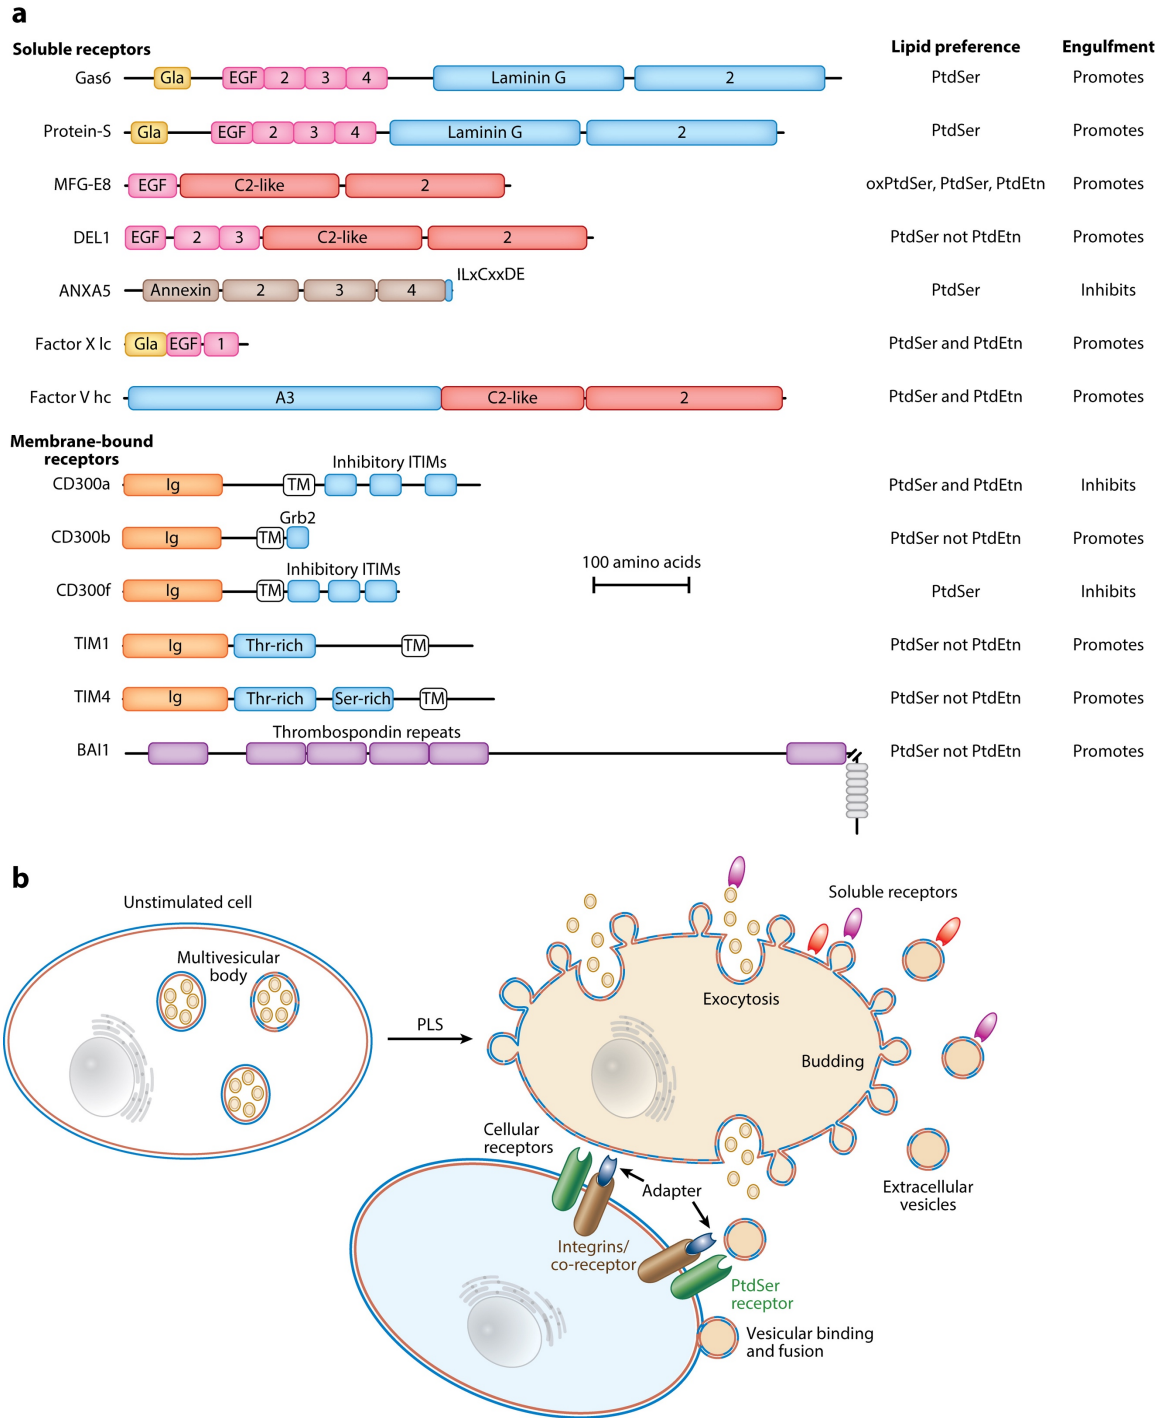 a
Soluble receptors Lipid preference Engulfment
Gas6 Gla EGF 2 3 4 Laminin G 2 PtdSer Promotes
Protein-S Gla EGF 2 3 4 Laminin G 2 PtdSer Promotes
MFG-E8 EGF C2-like 2 oxPtdSer, PtdSer, PtdEtn Promotes
DEL1 EGF 2 3 C2-like 2 PtdSer not PtdEtn Promotes
ILxCxxDE
ANXA5 Annexin 2 3 4 PtdSer Inhibits
Factor X lc Gla EGF 1 PtdSer and PtdEtn Promotes
Factor V hc A3 C2-like 2 PtdSer and PtdEtn Promotes
Membrane-bound
receptors
Inhibitory ITIMs
CD300a Ig TM PtdSer and PtdEtn Inhibits
Grb2
CD300b Ig TM PtdSer not PtdEtn Promotes
100 amino acids
Inhibitory ITIMs
CD300f Ig TM PtdSer Inhibits
TIM1 Ig Thr-rich TM PtdSer not PtdEtn Promotes
TIM4 Ig Thr-rich Ser-rich TM PtdSer not PtdEtn Promotes
Thrombospondin repeats
BAI1 PtdSer not PtdEtn Promotes
b
Unstimulated cell
Multivesicular
body
PLS
Soluble receptors
Exocytosis
Budding
Extracellular
vesicles
Cellular
receptors
Adapter
Integrins/
co-receptor
PtdSer
receptor
Vesicular binding
and fusion